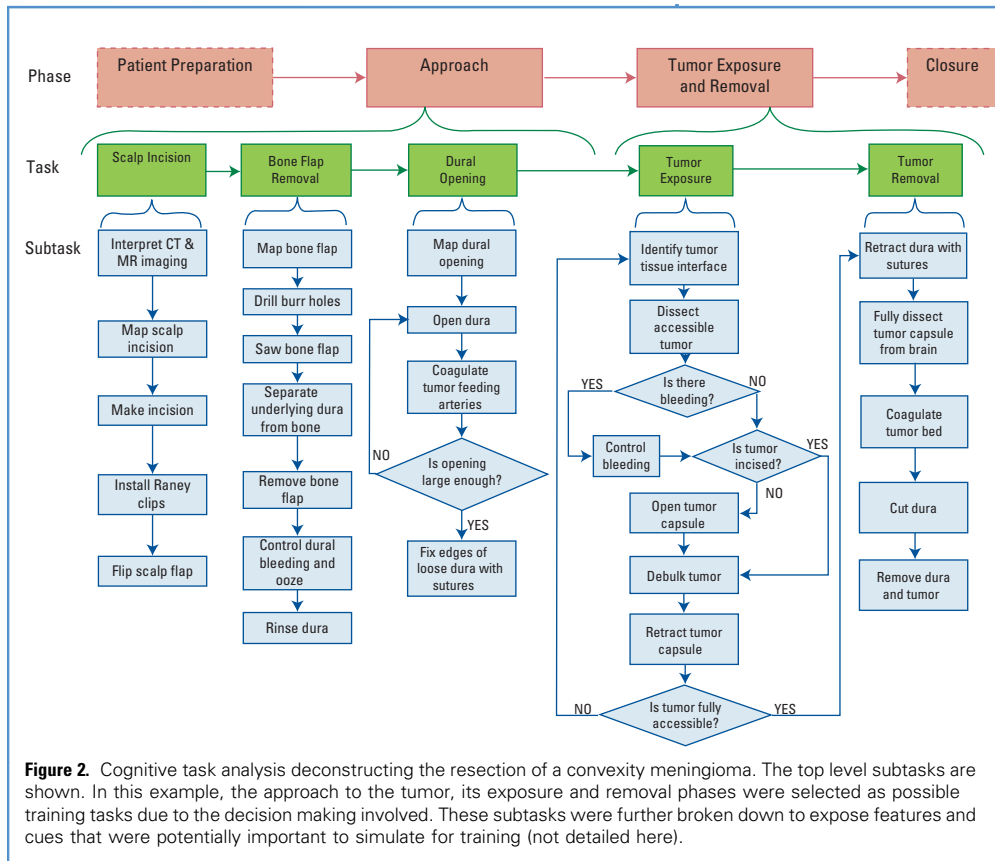 Phase
Patient Preparation
Approach
Tumor Exposure
and Removal
Closure
Task
Scalp Incision
Bone Flap
Removal
Dural
Opening
Tumor
Exposure
Tumor
Removal
Subtask
Interpret CT &
MR imaging
Map scalp
incision
Make incision
Install Raney
clips
Flip scalp flap
Map bone flap
Drill burr holes
Saw bone flap
Separate
underlying dura
from bone
Remove bone
flap
Control dural
bleeding and
ooze
Rinse dura
Map dural
opening
Open dura
Coagulate
tumor feeding
arteries
NO
Is opening
large enough?
YES
Fix edges of
loose dura with
sutures
Identify tumor
tissue interface
Dissect
accessible
tumor
YES
Is there
bleeding?
NO
Control
bleeding
Is tumor
incised?
YES
NO
Open tumor
capsule
Debulk tumor
Retract tumor
capsule
NO
Is tumor fully
accessible?
YES
Retract dura with
sutures
Fully dissect
tumor capsule
from brain
Coagulate
tumor bed
Cut dura
Remove dura
and tumor
Figure 2. Cognitive task analysis deconstructing the resection of a convexity meningioma. The top level subtasks are
shown. In this example, the approach to the tumor, its exposure and removal phases were selected as possible
training tasks due to the decision making involved. These subtasks were further broken down to expose features and
cues that were potentially important to simulate for training (not detailed here).